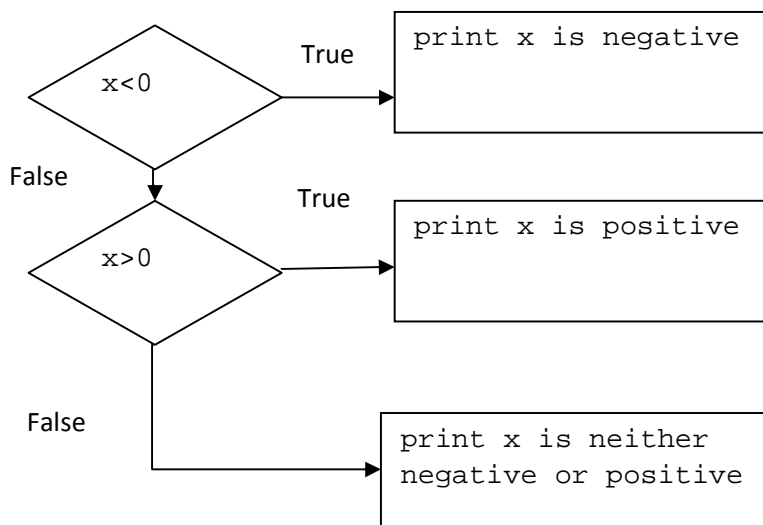 x<0
True
print x is negative
False
x>0
True
print x is positive
False
print x is neither
negative or positive